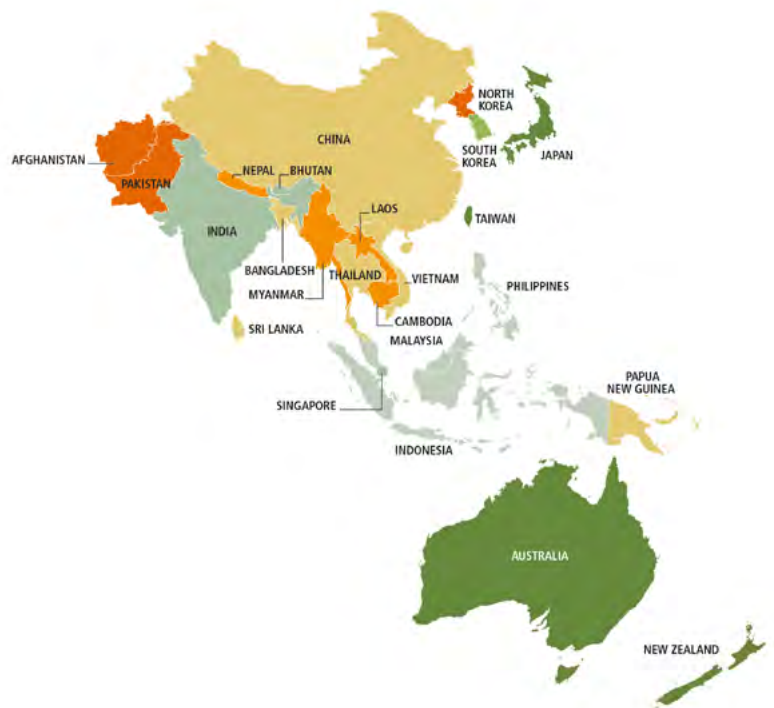 NORTH
KOREA
CHINA
SOUTH
KOREA
JAPAN
AFGHANISTAN
NEPAL
BHUTAN
PAKISTAN
LAOS
TAIWAN
INDIA
BANGLADESH
THAILAND
VIETNAM
MYANMAR
PHILIPPINES
SRI LANKA
CAMBODIA
MALAYSIA
PAPUA
NEW GUINEA
SINGAPORE
INDONESIA
AUSTRALIA
NEW ZEALAND